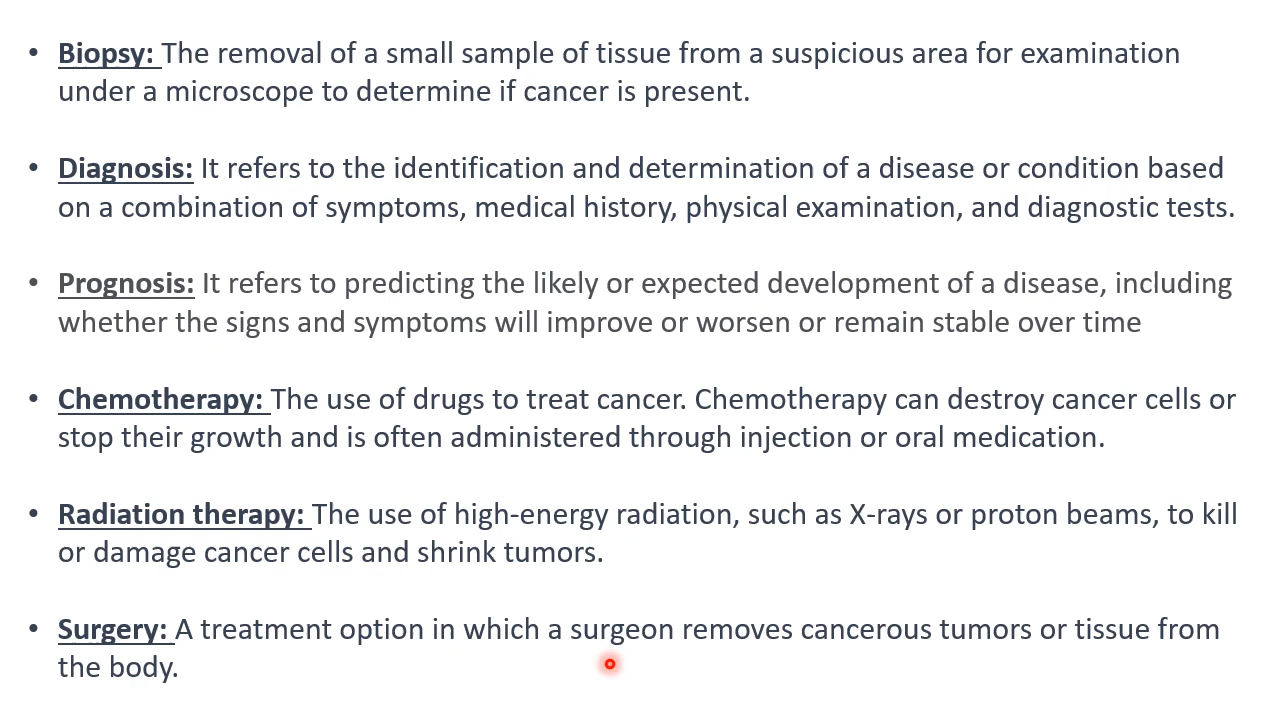 • Biopsy: The removal of a small sample of tissue from a suspicious area for examination
under a microscope to determine if cancer is present.
• Diagnosis: It refers to the identification and determination of a disease or condition based
on a combination of symptoms, medical history, physical examination, and diagnostic tests.
• Prognosis: It refers to predicting the likely or expected development of a disease, including
whether the signs and symptoms will improve or worsen or remain stable over time
• Chemotherapy: The use of drugs to treat cancer. Chemotherapy can destroy cancer cells or
stop their growth and is often administered through injection or oral medication.
• Radiation therapy: The use of high-energy radiation, such as X-rays or proton beams, to kill
or damage cancer cells and shrink tumors.
• Surgery: A treatment option in which a surgeon removes cancerous tumors or tissue from
the body.